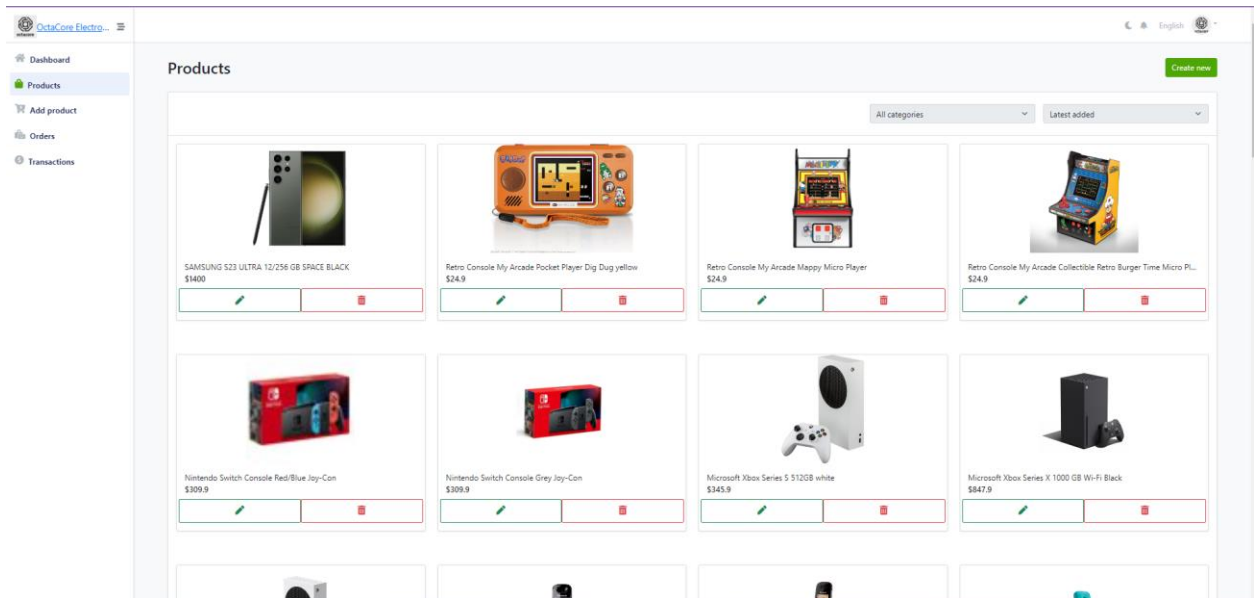 OctaCore Electro...
English
Dashboard
Products
Add product
Orders
Transactions
Products
Create new
All categories
Latest added
SAMSUNG S23 ULTRA 12/256 GB SPACE BLACK
$1400
Retro Console My Arcade Pocket Player Dig Dug yellow
$24.9
Retro Console My Arcade Mappy Micro Player
$24.9
Retro Console My Arcade Collectible Retro Burger Time Micro Pl...
$24.9
Nintendo Switch Console Red/Blue Joy-Con
$309.9
Nintendo Switch Console Grey Joy-Con
$309.9
Microsoft Xbox Series S 512GB white
$345.9
Microsoft Xbox Series X 1000 GB Wi-Fi Black
$847.9